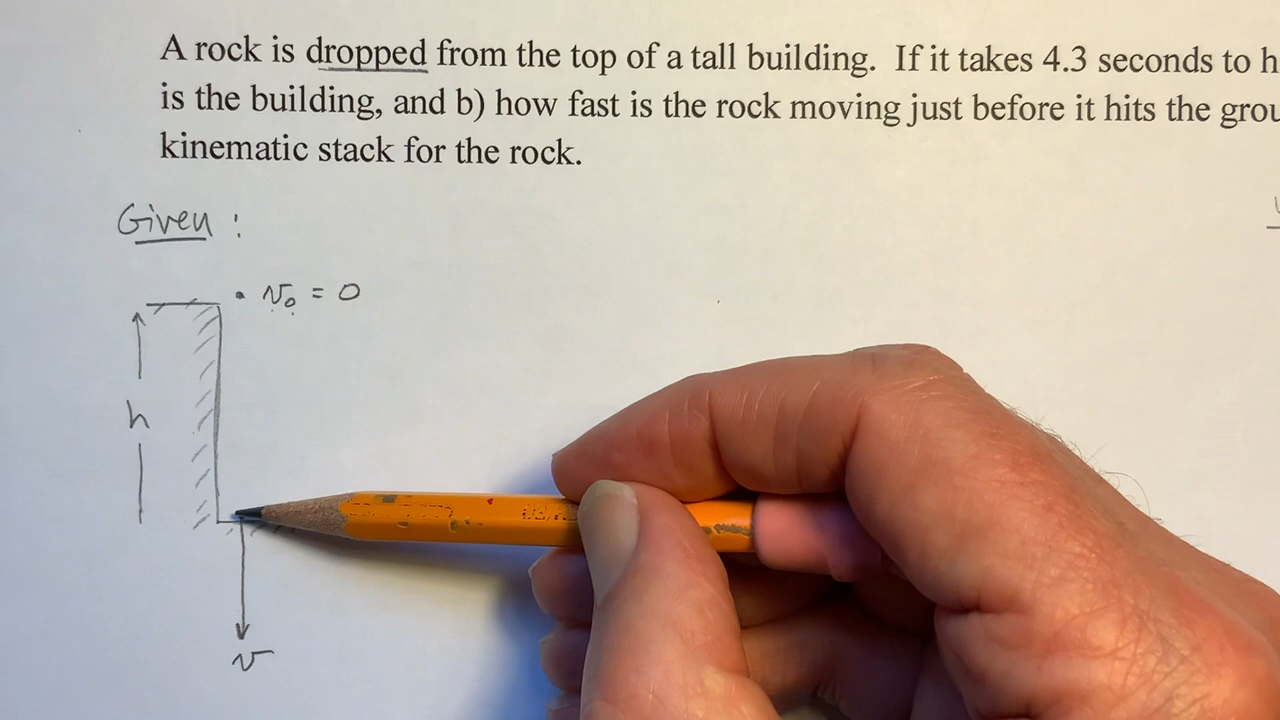 A rock is dropped from the top of a tall building. If it takes 4.3 seconds to h
is the building, and b) how fast is the rock moving just before it hits the grou
kinematic stack for the rock.
Given :
v₀ = 0
h
v